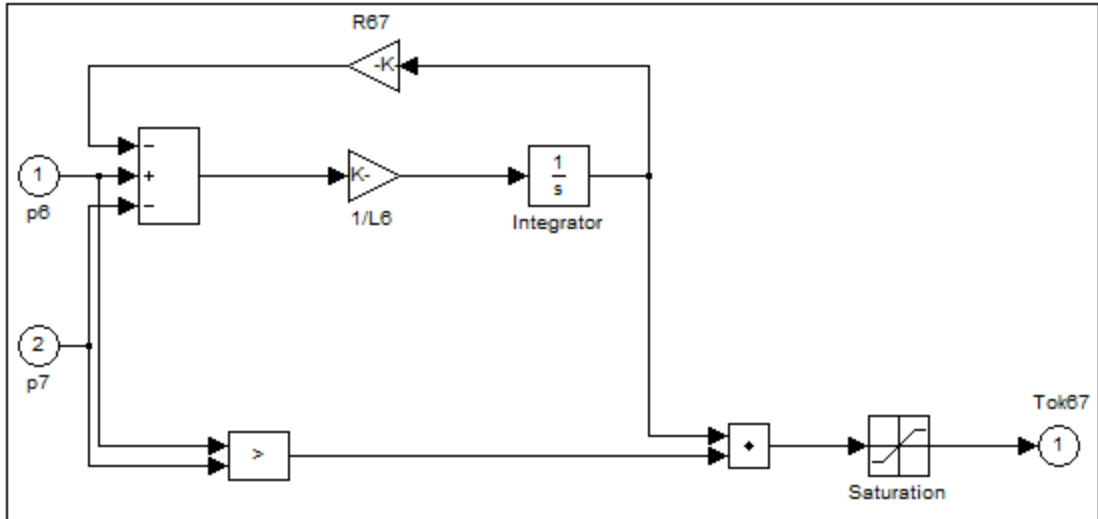 R67
-K
−
+
−
1
p6
K-
1/L6
1
s
Integrator
2
p7
>
Tok67
1
Saturation